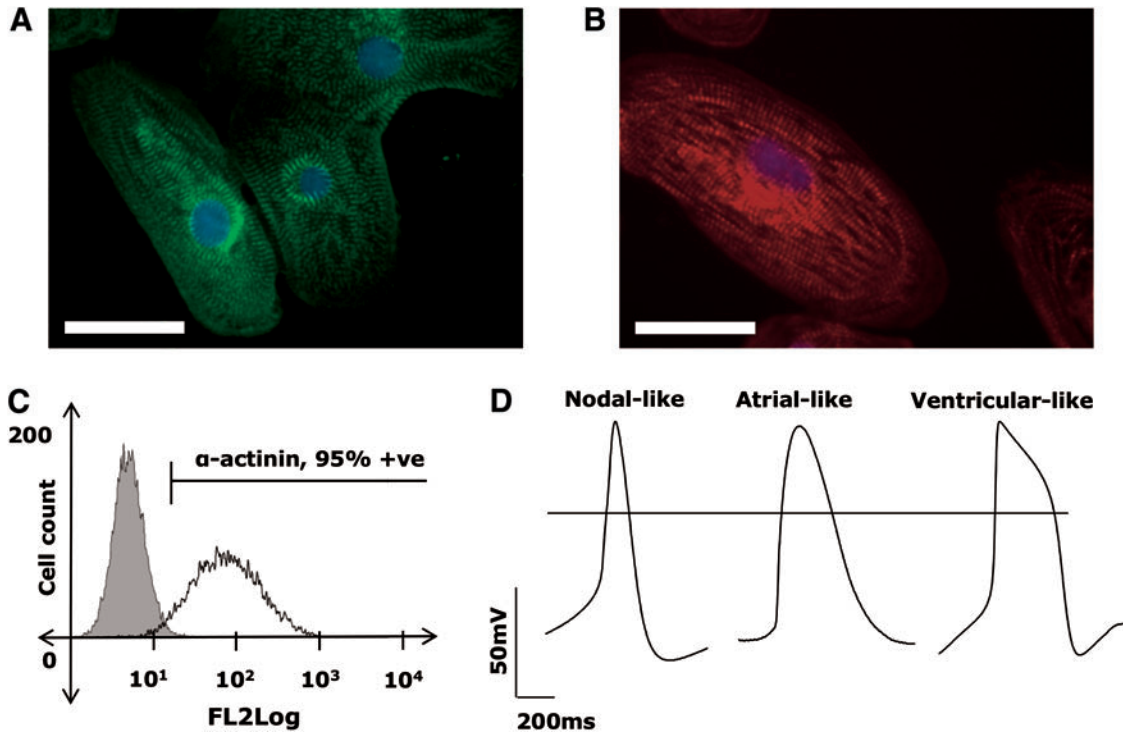 A
B
C
200
α-actinin, 95% +ve
Cell count
0
10¹ 10² 10³ 10⁴
FL2Log
D
Nodal-like Atrial-like Ventricular-like
50mV
200ms